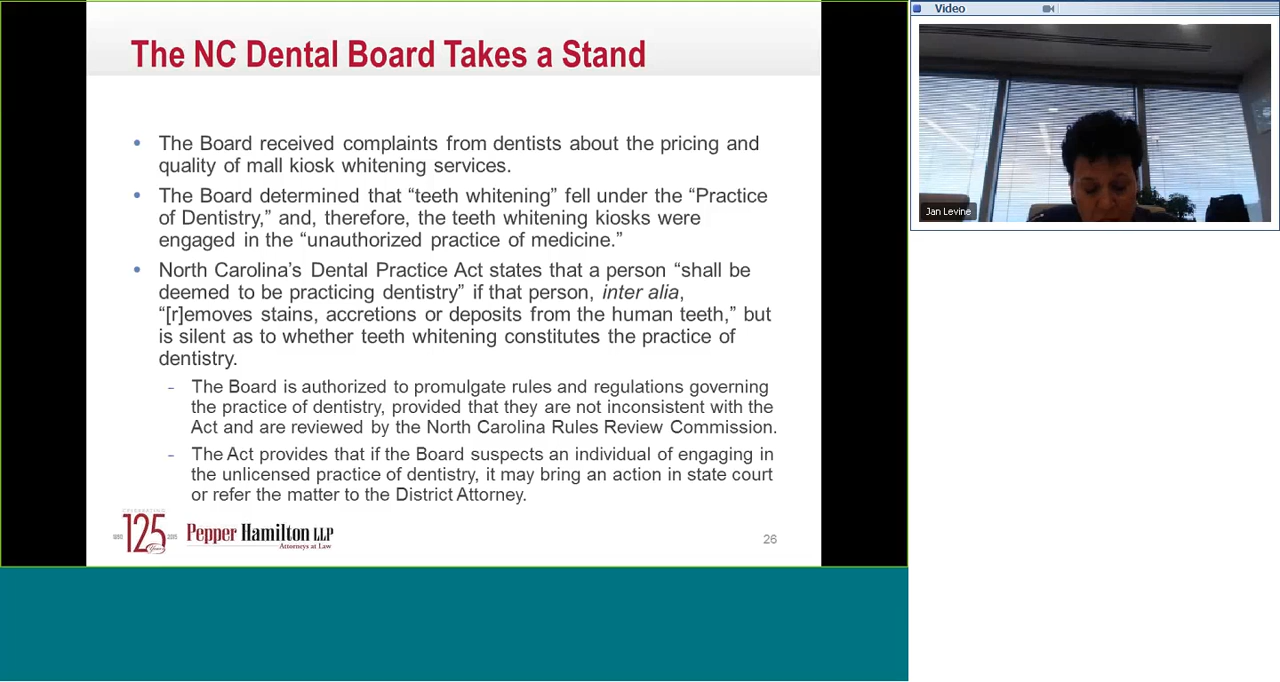 The NC Dental Board Takes a Stand
• The Board received complaints from dentists about the pricing and
quality of mall kiosk whitening services.
• The Board determined that “teeth whitening” fell under the “Practice
of Dentistry,” and, therefore, the teeth whitening kiosks were
engaged in the “unauthorized practice of medicine.”
• North Carolina’s Dental Practice Act states that a person “shall be
deemed to be practicing dentistry” if that person, inter alia,
“[r]emoves stains, accretions or deposits from the human teeth,” but
is silent as to whether teeth whitening constitutes the practice of
dentistry.
- The Board is authorized to promulgate rules and regulations governing
the practice of dentistry, provided that they are not inconsistent with the
Act and are reviewed by the North Carolina Rules Review Commission.
- The Act provides that if the Board suspects an individual of engaging in
the unlicensed practice of dentistry, it may bring an action in state court
or refer the matter to the District Attorney.
CELEBRATING
125
Years
Pepper Hamilton LLP
Attorneys at Law
26
Video
Jan Levine